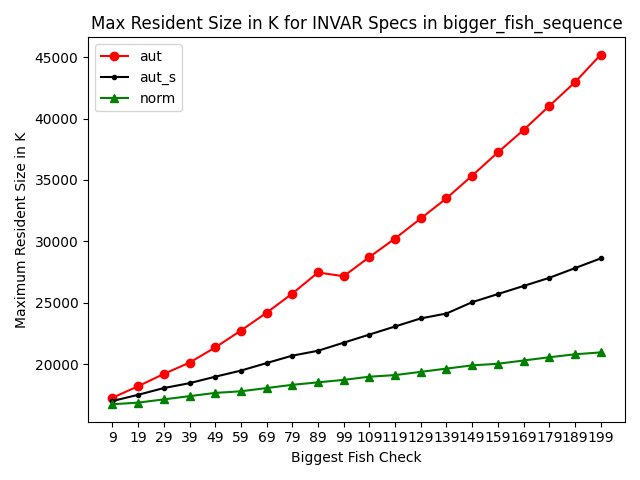 Max Resident Size in K for INVAR Specs in bigger_fish_sequence
aut
aut_s
norm
Maximum Resident Size in K
45000
40000
35000
30000
25000
20000
9 19 29 39 49 59 69 79 89 99 109 119 129 139 149 159 169 179 189 199
Biggest Fish Check